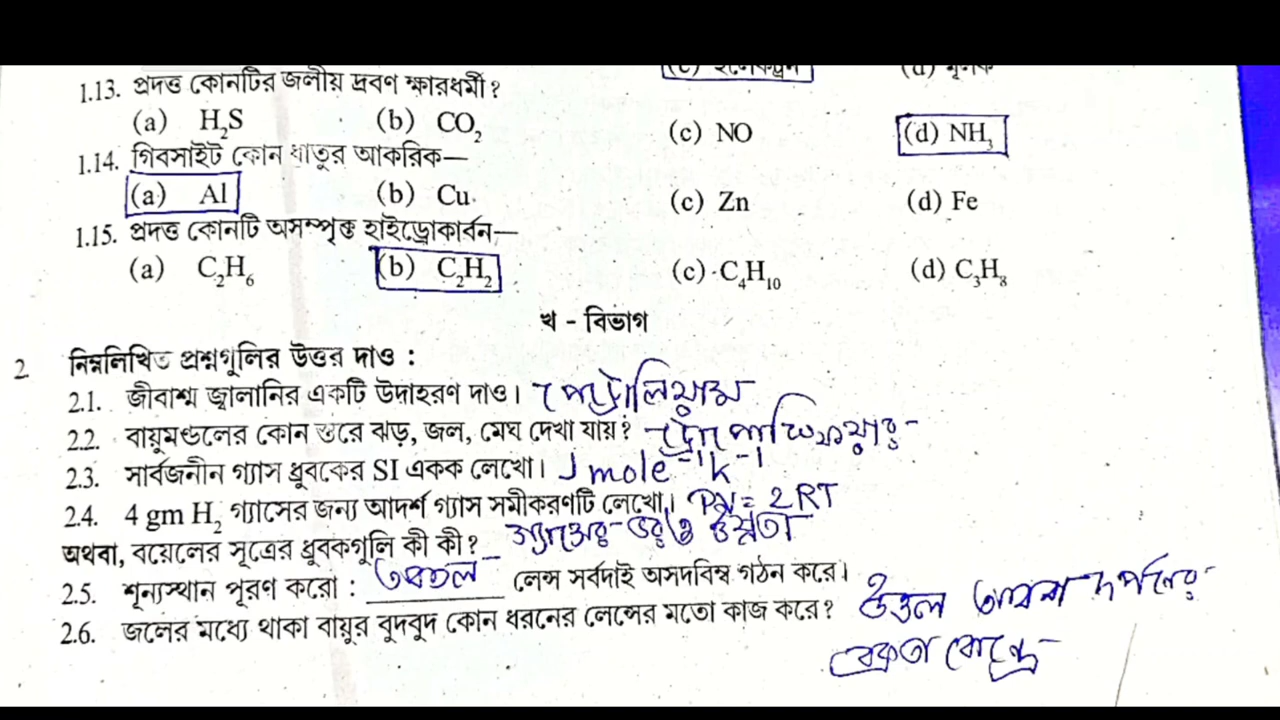 (c) ইলেকট্রন (d) মূলক
1.13. প্রদত্ত কোনটির জলীয় দ্রবণ ক্ষারধর্মী?
(a) H₂S (b) CO₂ (c) NO (d) NH₃
1.14. গিবসাইট কোন ধাতুর আকরিক—
(a) Al (b) Cu (c) Zn (d) Fe
1.15. প্রদত্ত কোনটি অসম্পৃক্ত হাইড্রোকার্বন—
(a) C₂H₆ (b) C₂H₂ (c) C₄H₁₀ (d) C₃H₈
খ - বিভাগ
2 নিম্নলিখিত প্রশ্নগুলির উত্তর দাও :
2.1. জীবাশ্ম জ্বালানির একটি উদাহরণ দাও। পেট্রোলিয়াম
2.2. বায়ুমণ্ডলের কোন স্তরে ঝড়, জল, মেঘ দেখা যায়?
2.3. সার্বজনীন গ্যাস ধ্রুবকের SI একক লেখো। J mole⁻¹ k⁻¹
2.4. 4 gm H₂ গ্যাসের জন্য আদর্শ গ্যাস সমীকরণটি লেখো। PV = 2RT
অথবা, বয়েলের সূত্রের ধ্রুবকগুলি কী কী? গ্যাসের ভর ও উষ্ণতা
2.5. শূন্যস্থান পূরণ করো : অবতল লেন্স সর্বদাই অসদবিম্ব গঠন করে।
2.6. জলের মধ্যে থাকা বায়ুর বুদবুদ কোন ধরনের লেন্সের মতো কাজ করে?
উত্তল দর্পনের